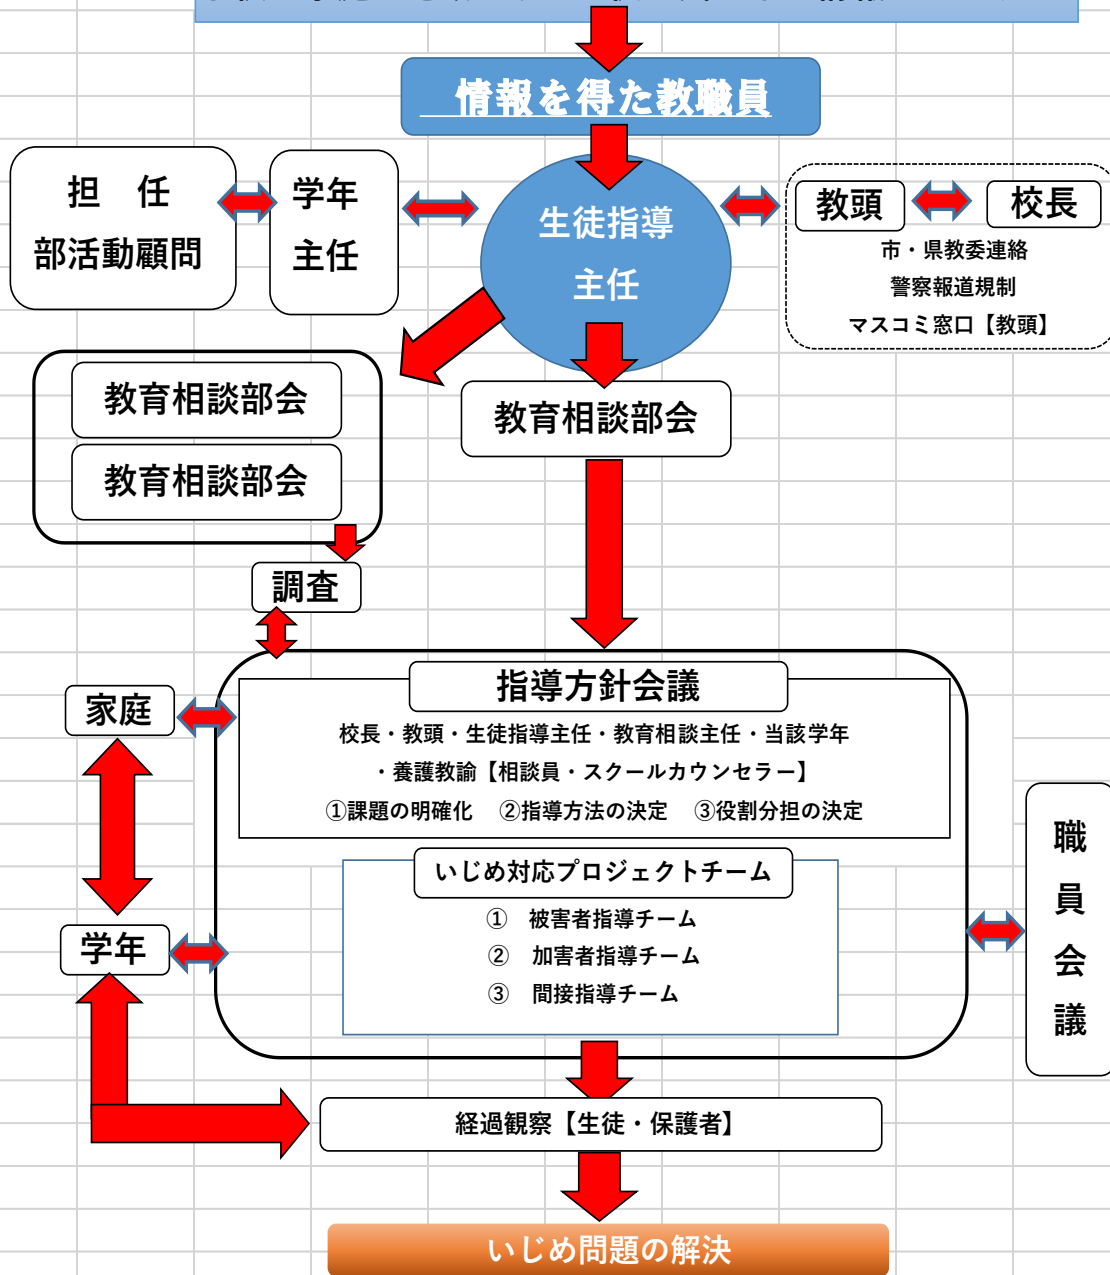 情報を得た教職員
担　任
部活動顧問
学年
主任
生徒指導
主任
教頭
校長
市・県教委連絡
警察報道規制
マスコミ窓口【教頭】
教育相談部会
教育相談部会
教育相談部会
調査
指導方針会議
校長・教頭・生徒指導主任・教育相談主任・当該学年
・養護教諭【相談員・スクールカウンセラー】
①課題の明確化　②指導方法の決定　③役割分担の決定
家庭
いじめ対応プロジェクトチーム
①　被害者指導チーム
②　加害者指導チーム
③　間接指導チーム
学年
職
員
会
議
経過観察【生徒・保護者】
いじめ問題の解決